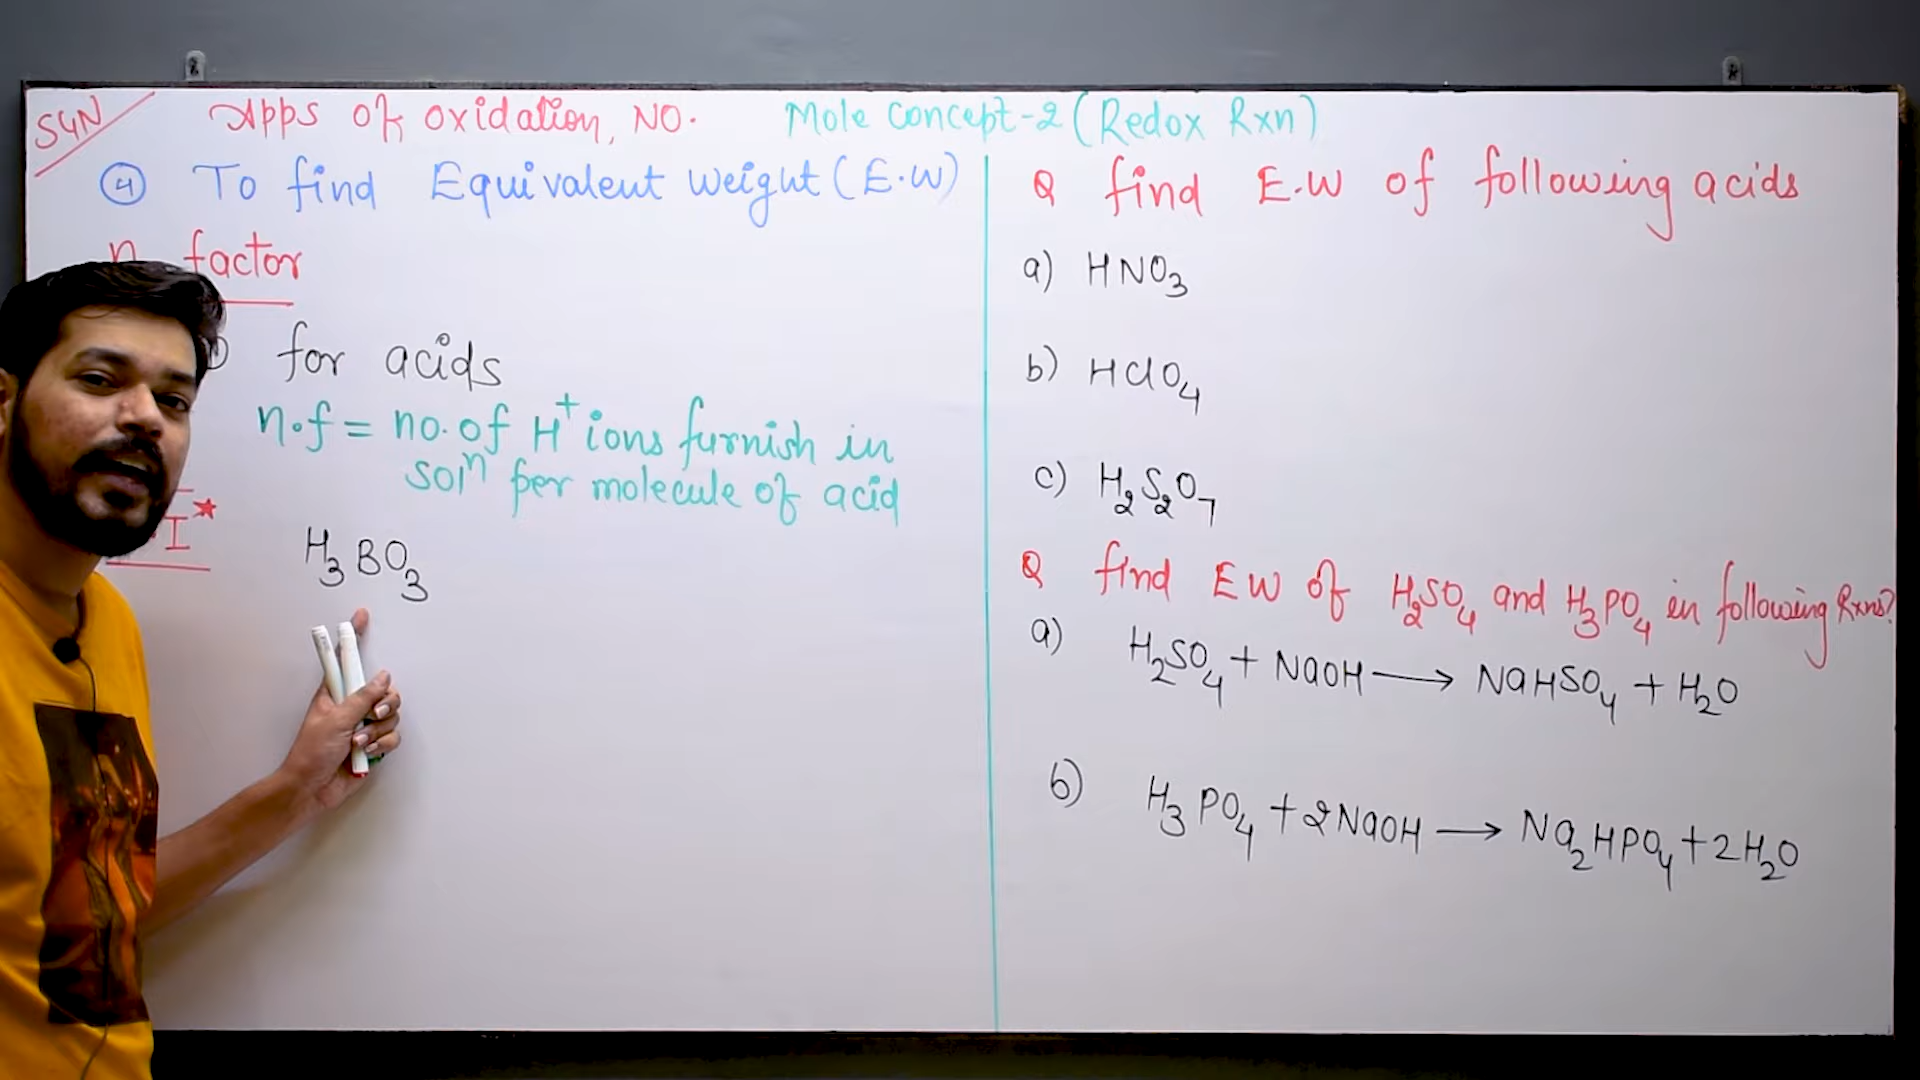 SGN
Apps of oxidation, NO.
Mole Concept-2 (Redox Rxn)
④ To find Equivalent weight (E.W)
n factor
for acids
n.f = no. of H⁺ ions furnish in
solⁿ per molecule of acid
I*
H₃BO₃
Q find E.W of following acids
a) HNO₃
b) HClO₄
c) H₂S₂O₇
Q find EW of H₂SO₄ and H₃PO₄ in following Rxns?
a) H₂SO₄ + NaOH ⟶ NaHSO₄ + H₂O
b) H₃PO₄ + 2NaOH ⟶ Na₂HPO₄ + 2H₂O